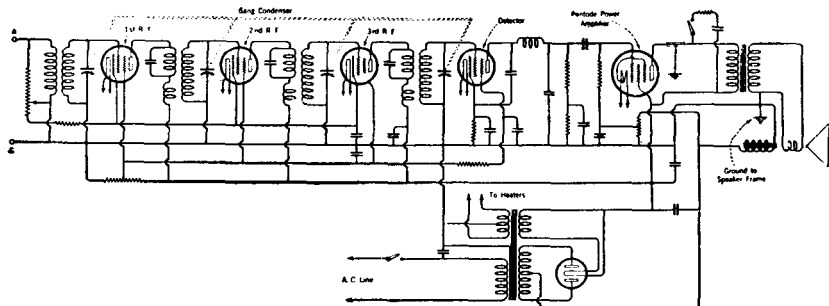 Gang Condenser
1st R F
2nd R F
3rd R F
Detector
Pentode Power
Amplifier
A
G
Ground to
Speaker Frame
To Heaters
A. C Line